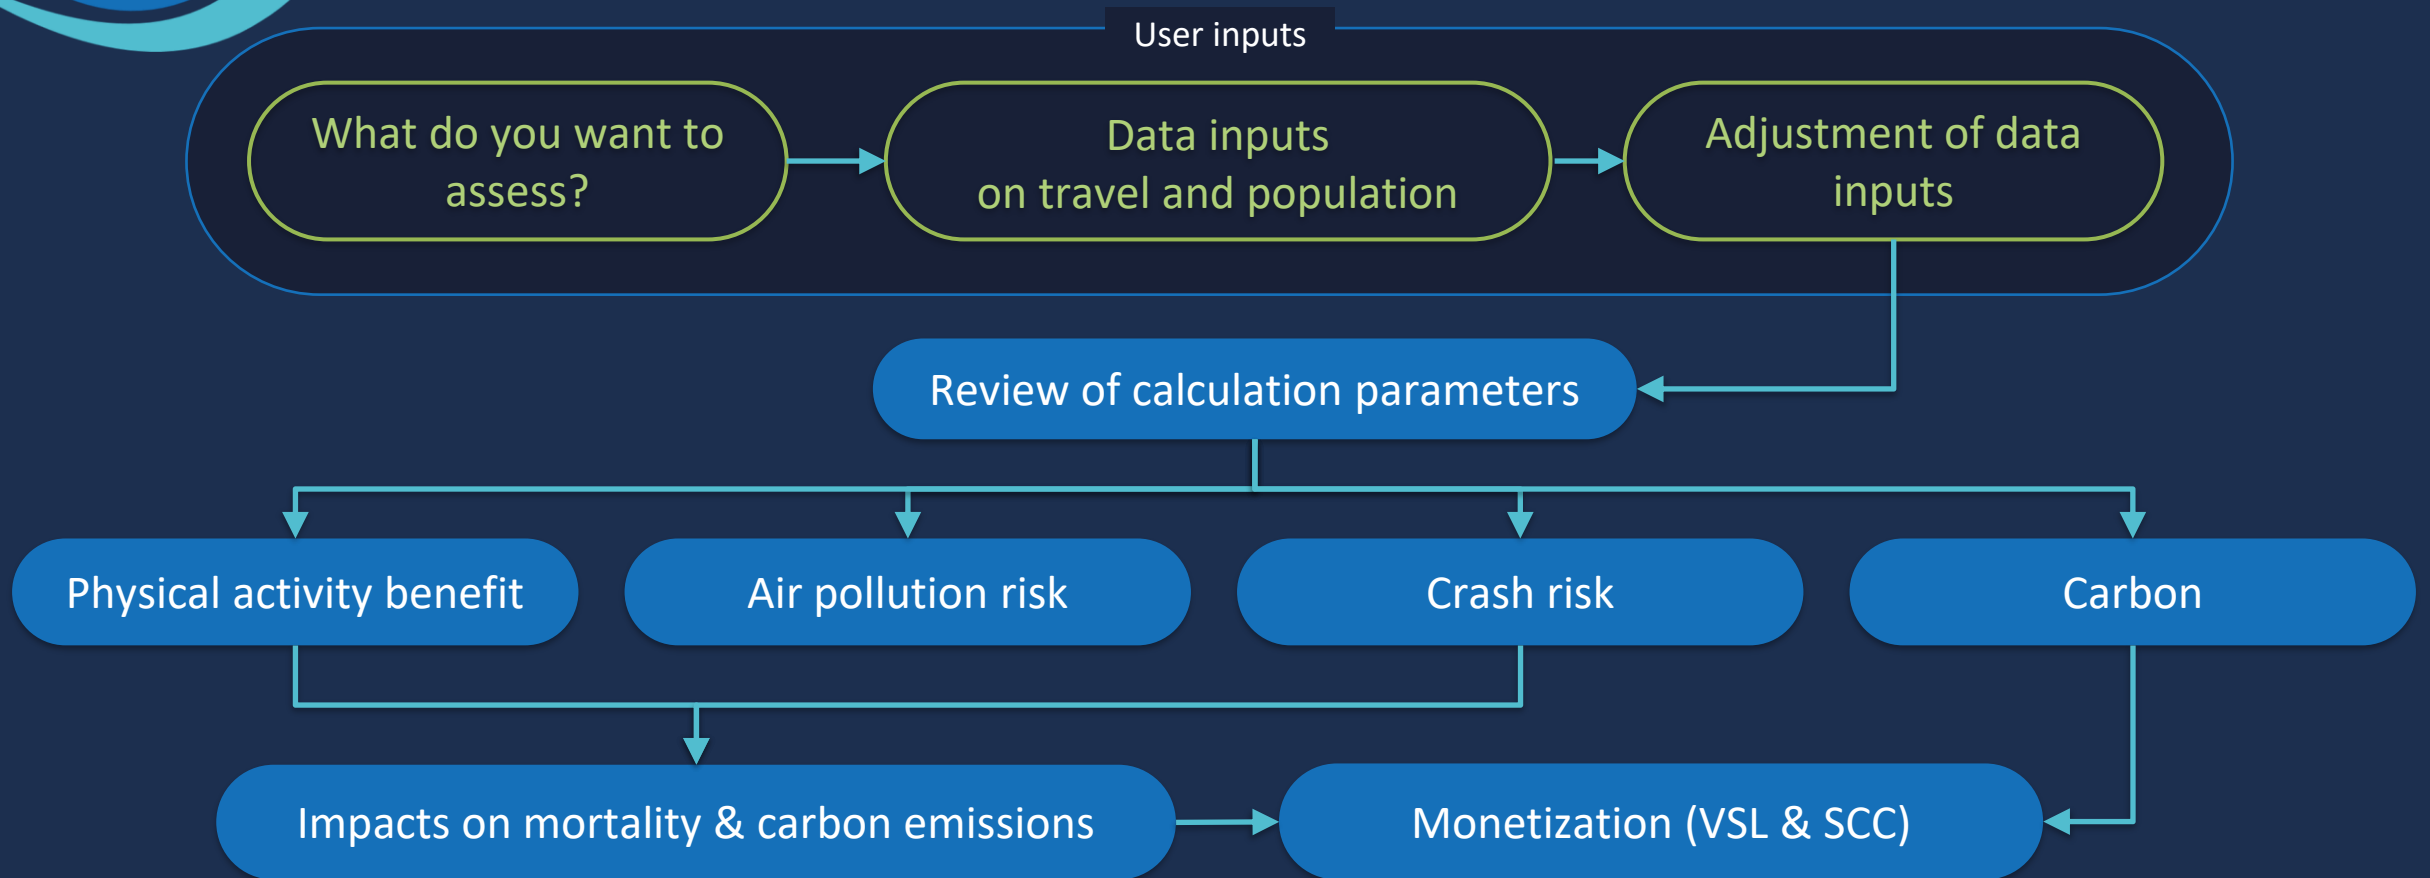 User inputs
What do you want to
assess?
Data inputs
on travel and population
Adjustment of data
inputs
Review of calculation parameters
Physical activity benefit
Air pollution risk
Crash risk
Carbon
Impacts on mortality & carbon emissions
Monetization (VSL & SCC)